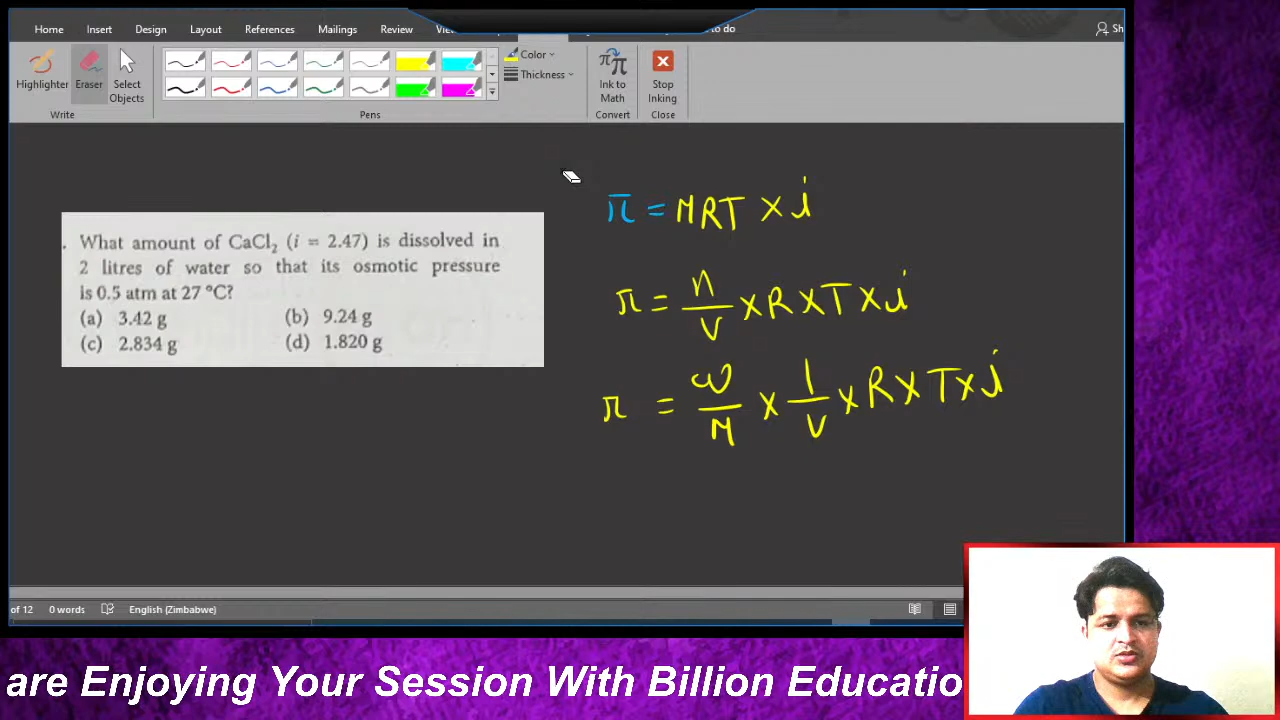 Home Insert Design Layout References Mailings Review
to do
Sh
Highlighter
Eraser
Select Objects
Color
Thickness
Ink to Math
Stop Inking
Write
Pens
Convert
Close
. What amount of CaCl₂ (i = 2.47) is dissolved in
2 litres of water so that its osmotic pressure
is 0.5 atm at 27 °C?
(a) 3.42 g (b) 9.24 g
(c) 2.834 g (d) 1.820 g
π = MRT × i
π = n/v × R × T × i
π = w/M × 1/v × R × T × i
of 12 0 words English (Zimbabwe)
are Enjoying Your Session With Billion Educatio